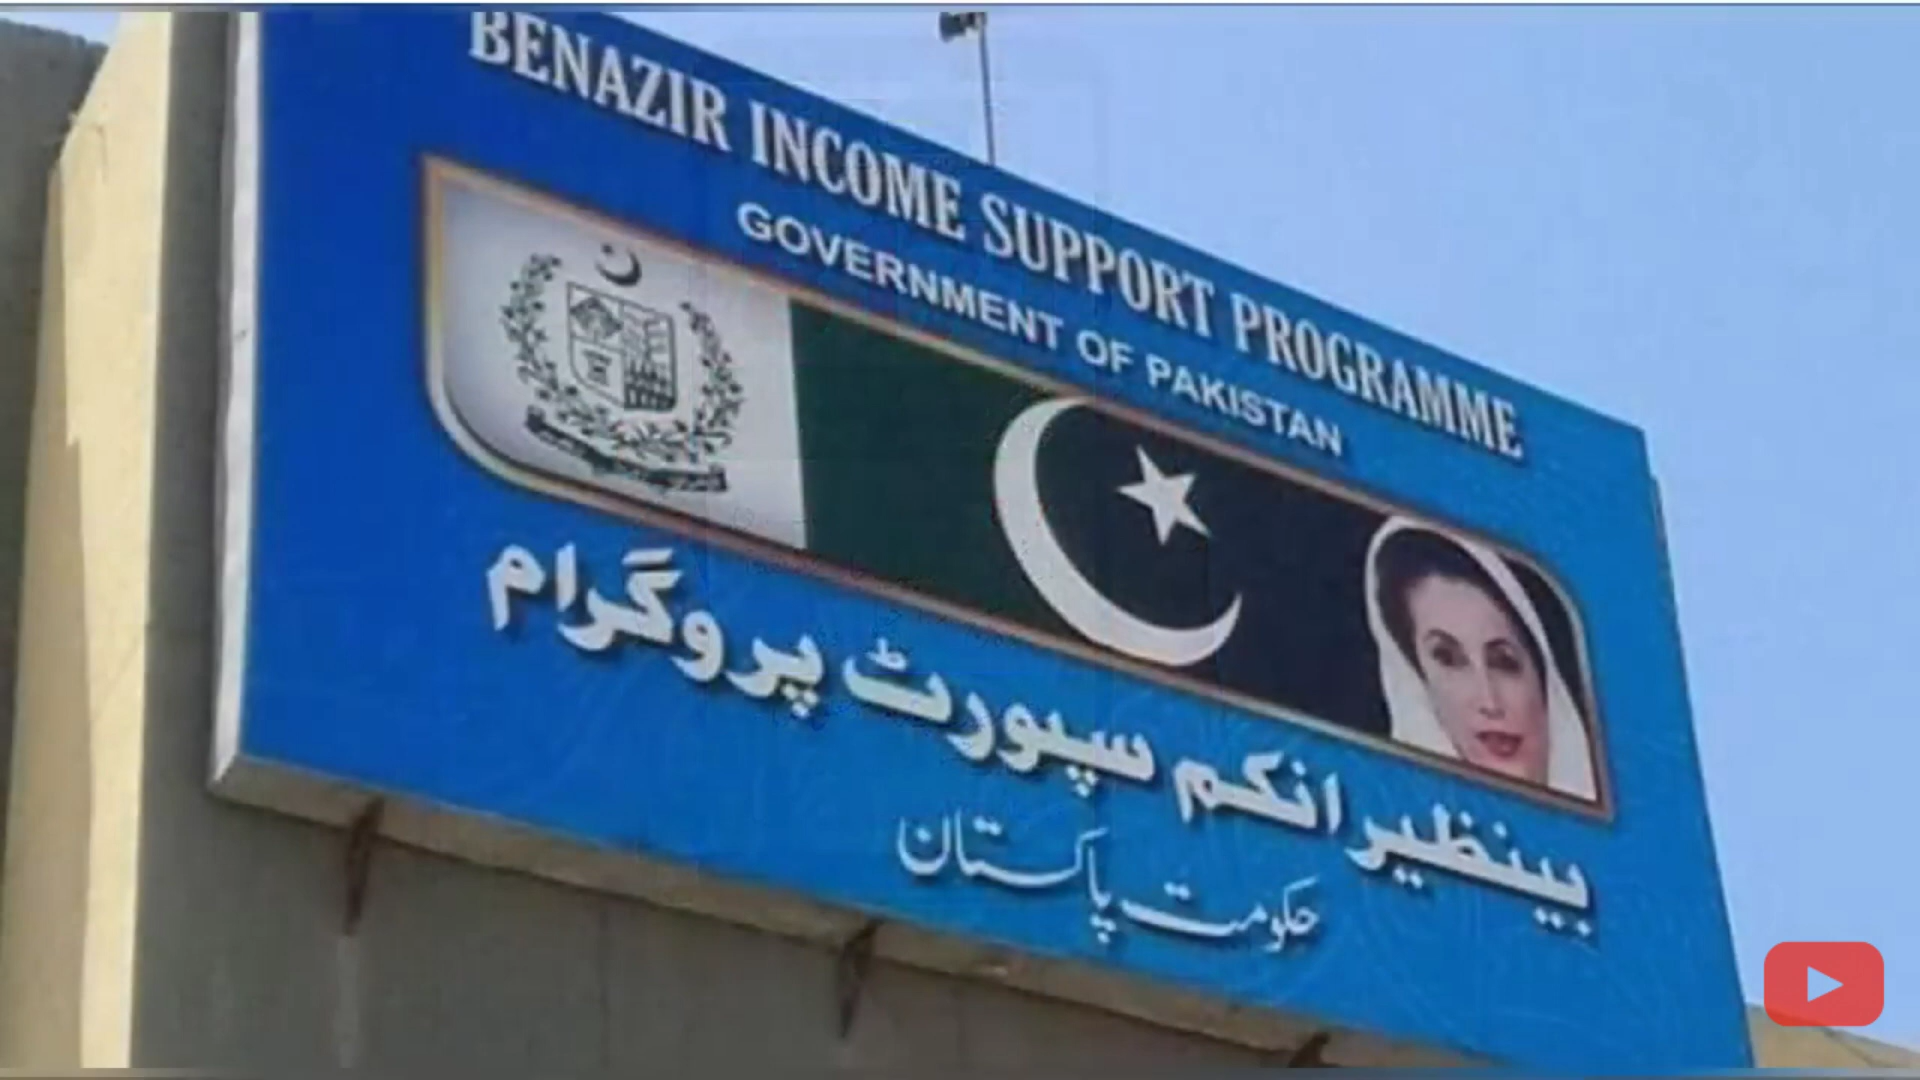 BENAZIR INCOME SUPPORT PROGRAMME
GOVERNMENT OF PAKISTAN
بینظیر انکم سپورٹ پروگرام
حکومت پاکستان